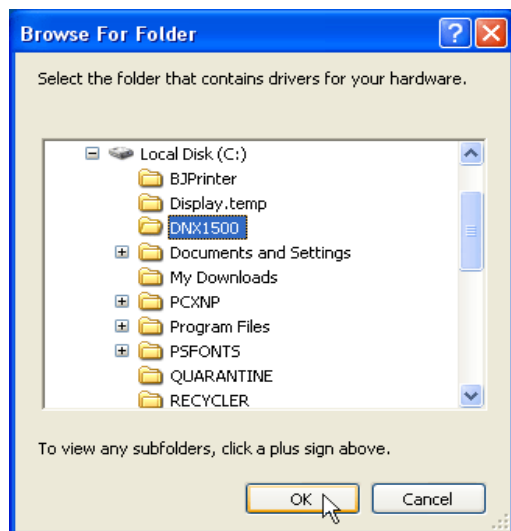 Browse For Folder
Select the folder that contains drivers for your hardware.
Local Disk (C:)
BJPrinter
Display.temp
DNX1500
Documents and Settings
My Downloads
PCXNP
Program Files
PSFONTS
QUARANTINE
RECYCLER
To view any subfolders, click a plus sign above.
OK Cancel